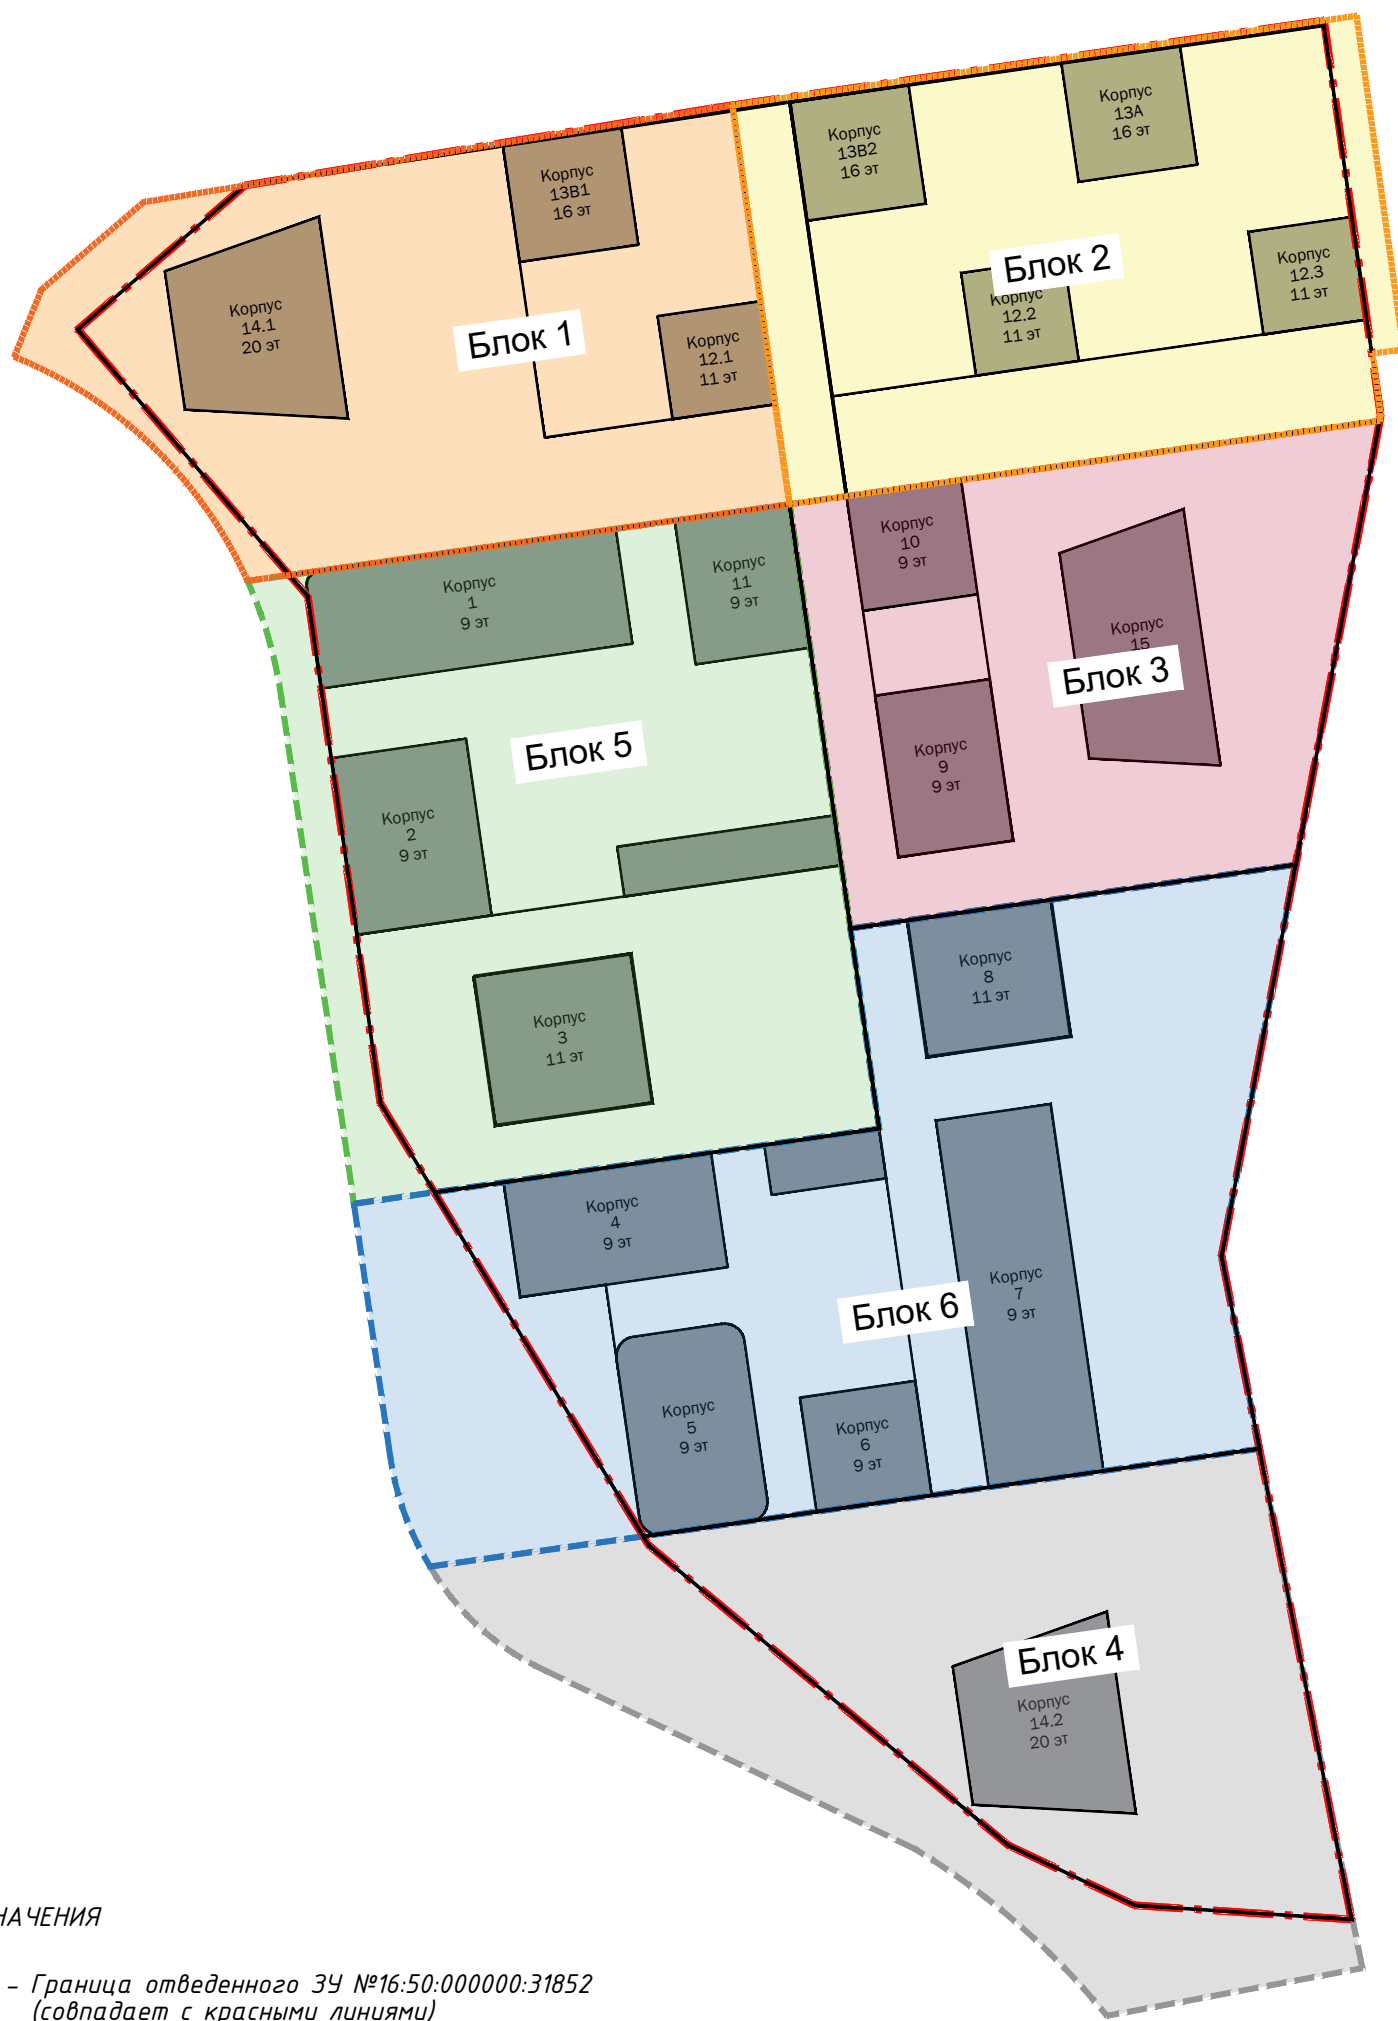 Корпус
13А
16 эт
Корпус
13В2
16 эт
Корпус
13В1
16 эт
Блок 2
Корпус
12.3
11 эт
Корпус
12.2
11 эт
Корпус
14.1
20 эт
Блок 1
Корпус
12.1
11 эт
Корпус
10
9 эт
Корпус
11
9 эт
Корпус
1
9 эт
Корпус
15
Блок 3
Блок 5
Корпус
9
9 эт
Корпус
2
9 эт
Корпус
8
11 эт
Корпус
3
11 эт
Корпус
4
9 эт
Корпус
7
9 эт
Блок 6
Корпус
5
9 эт
Корпус
6
9 эт
Блок 4
Корпус
14.2
20 эт
НАЧЕНИЯ
– Граница отведенного ЗУ №16:50:000000:31852
(совпадает с красными линиями)